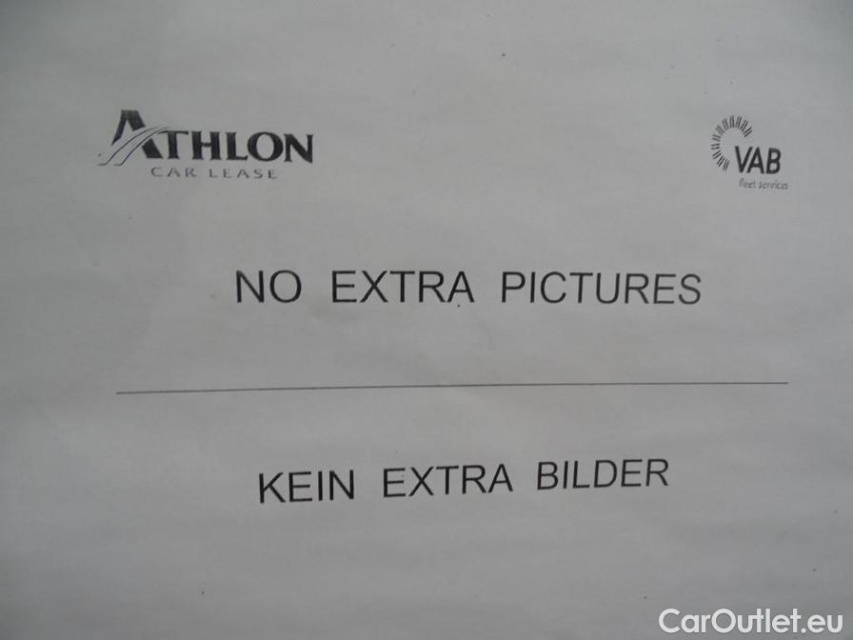 ATHLON
CAR LEASE
VAB
fleet services
NO EXTRA PICTURES
KEIN EXTRA BILDER
CarOutlet.eu